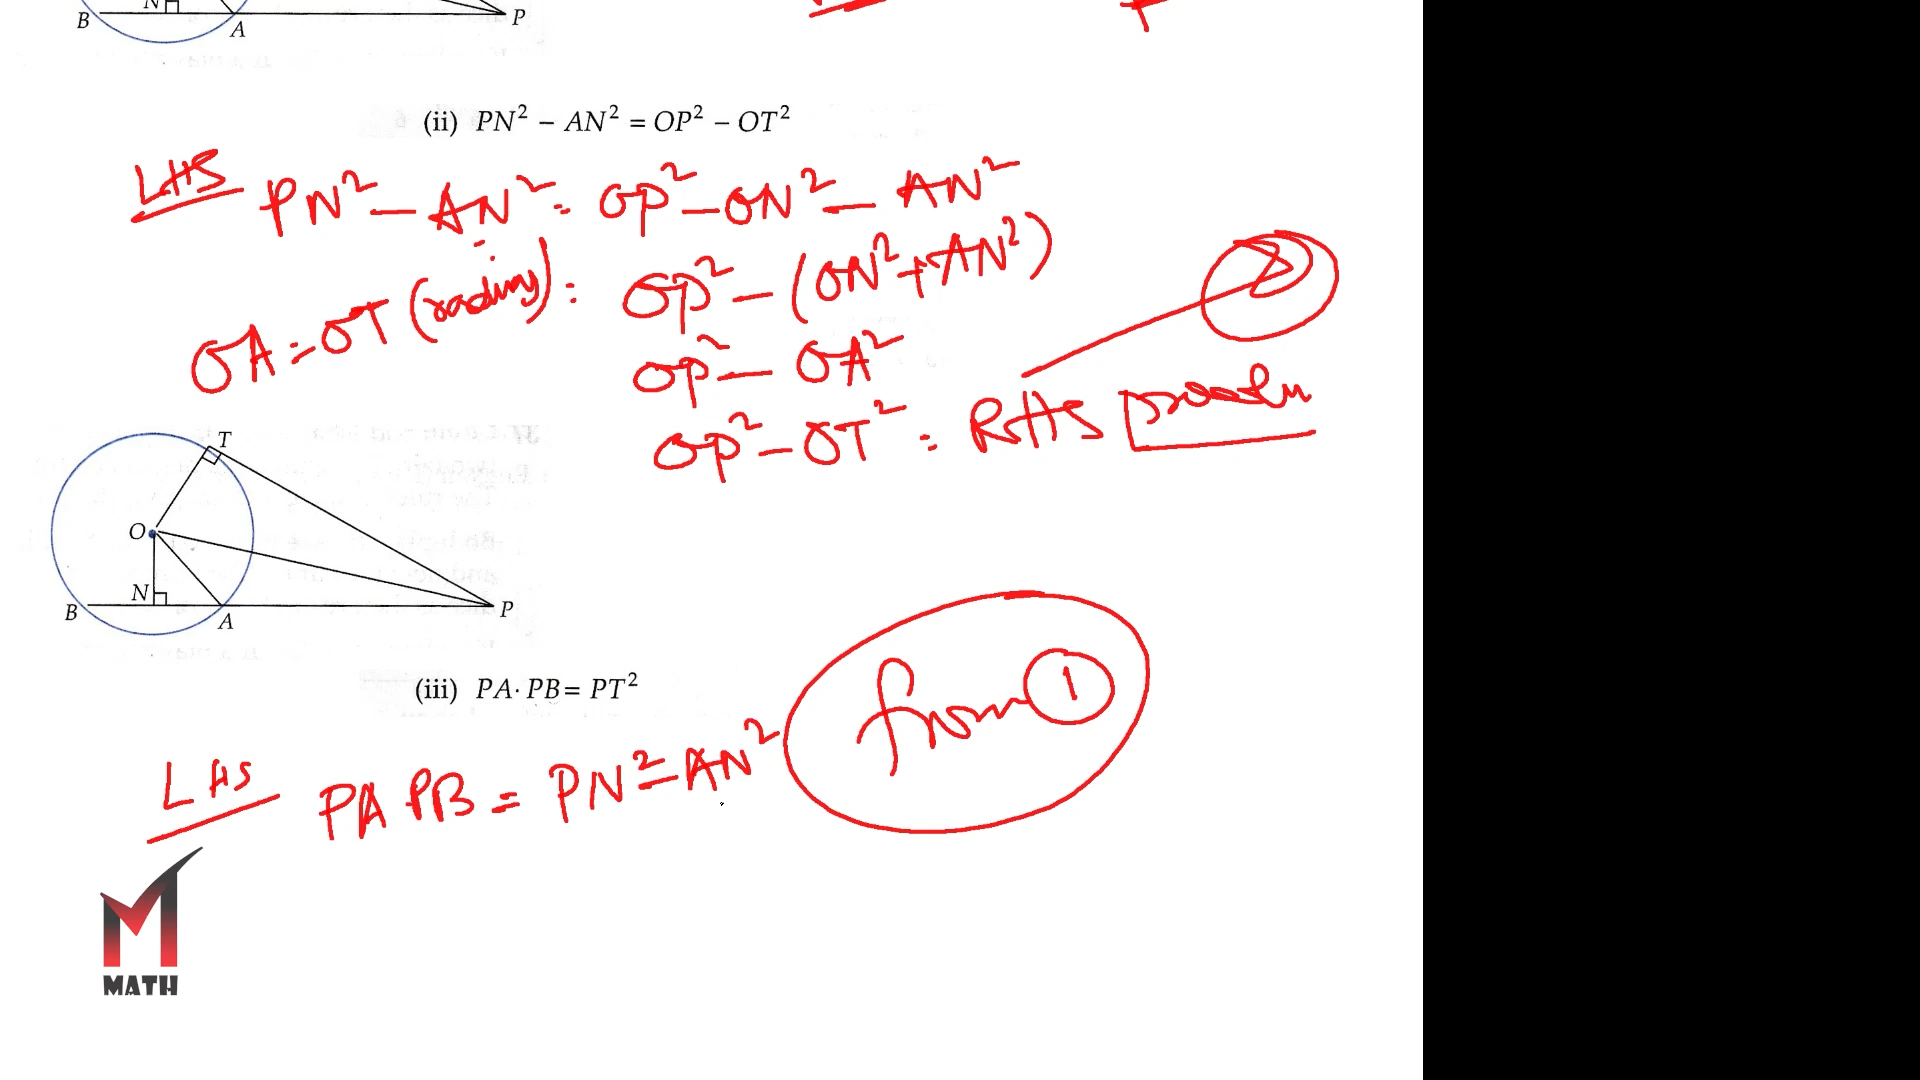 B N A P
(ii) PN² – AN² = OP² – OT²
LHS PN² – AN² = OP² – ON² – AN²
OA = OT (radius) = OP² – (ON² + AN²)
2
OP² – OA²
OP² – OT² = RHS
T
O
N
B A P
(iii) PA · PB = PT²
from 1
LHS PA PB = PN² – AN²
MATH